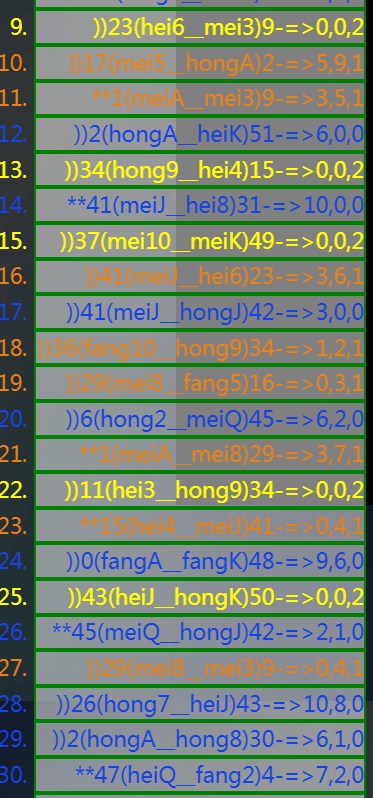 9. ))23(hei6__mei3)9-=>0,0,2
10. ))17(mei5__hongA)2-=>5,9,1
11. **1(meiA__mei3)9-=>3,5,1
12. ))2(hongA__heiK)51-=>6,0,0
13. ))34(hong9__hei4)15-=>0,0,2
14. **41(meiJ__hei8)31-=>10,0,0
15. ))37(mei10__meiK)49-=>0,0,2
16. ))41(meiJ__hei6)23-=>3,6,1
17. ))41(meiJ__hongJ)42-=>3,0,0
18. ))36(fang10__hong9)34-=>1,2,1
19. ))29(mei8__fang5)16-=>0,3,1
20. ))6(hong2__meiQ)45-=>6,2,0
21. **1(meiA__mei8)29-=>3,7,1
22. ))11(hei3__hong9)34-=>0,0,2
23. **15(hei4__meiJ)41-=>0,4,1
24. ))0(fangA__fangK)48-=>9,6,0
25. ))43(heiJ__hongK)50-=>0,0,2
26. **45(meiQ__hongJ)42-=>2,1,0
27. ))29(mei8__mei3)9-=>0,4,1
28. ))26(hong7__heiJ)43-=>10,8,0
29. ))2(hongA__hong8)30-=>6,1,0
30. **47(heiQ__fang2)4-=>7,2,0